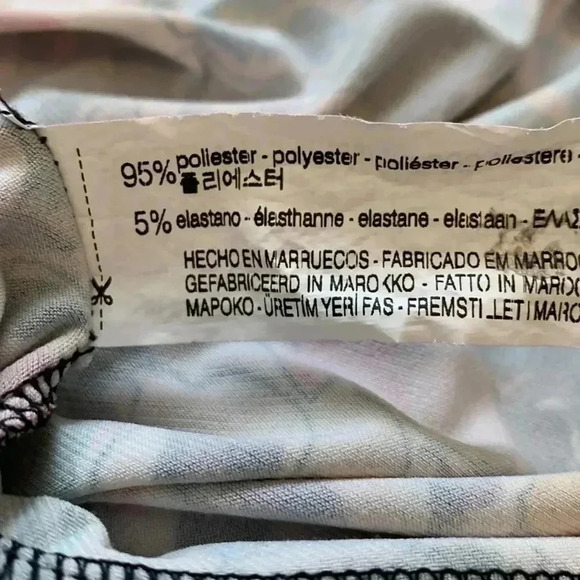 95% poliester - polyester - poliéster - poliestere -
폴리에스터
5% elastano - élasthanne - elastane - elastaan - ΕΛΑΣ
HECHO EN MARRUECOS - FABRICADO EM MARRO
GEFABRICEERD IN MAROKKO - FATTO IN MAROC
MAPOKO - ÜRETİM YERİ FAS - FREMSTILLET I MARO